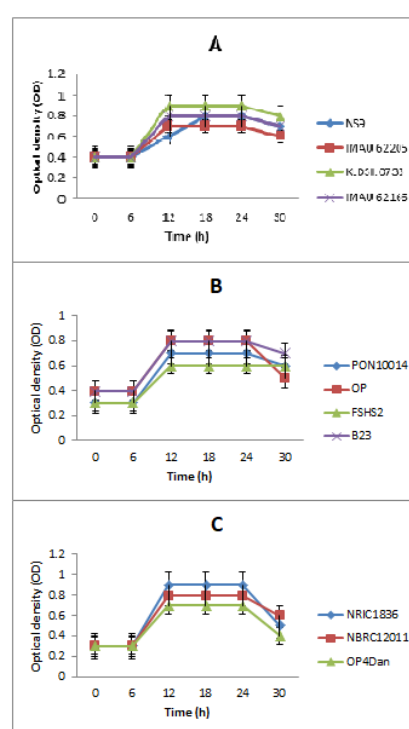 A
Optical density (OD)
1.2
1
0.8
0.6
0.4
0.2
0
0 6 12 18 24 30
Time (h)
NS9
IMAU 62205
IMAU 62165
B
Optical density (OD)
1
0.8
0.6
0.4
0.2
0
0 6 12 18 24 30
Time (h)
PON10014
OP
FSHS2
B23
C
Optical density (OD)
1.2
1
0.8
0.6
0.4
0.2
0
0 6 12 18 24 30
Time (h)
NRIC1836
NBRC12011
OP4Dan